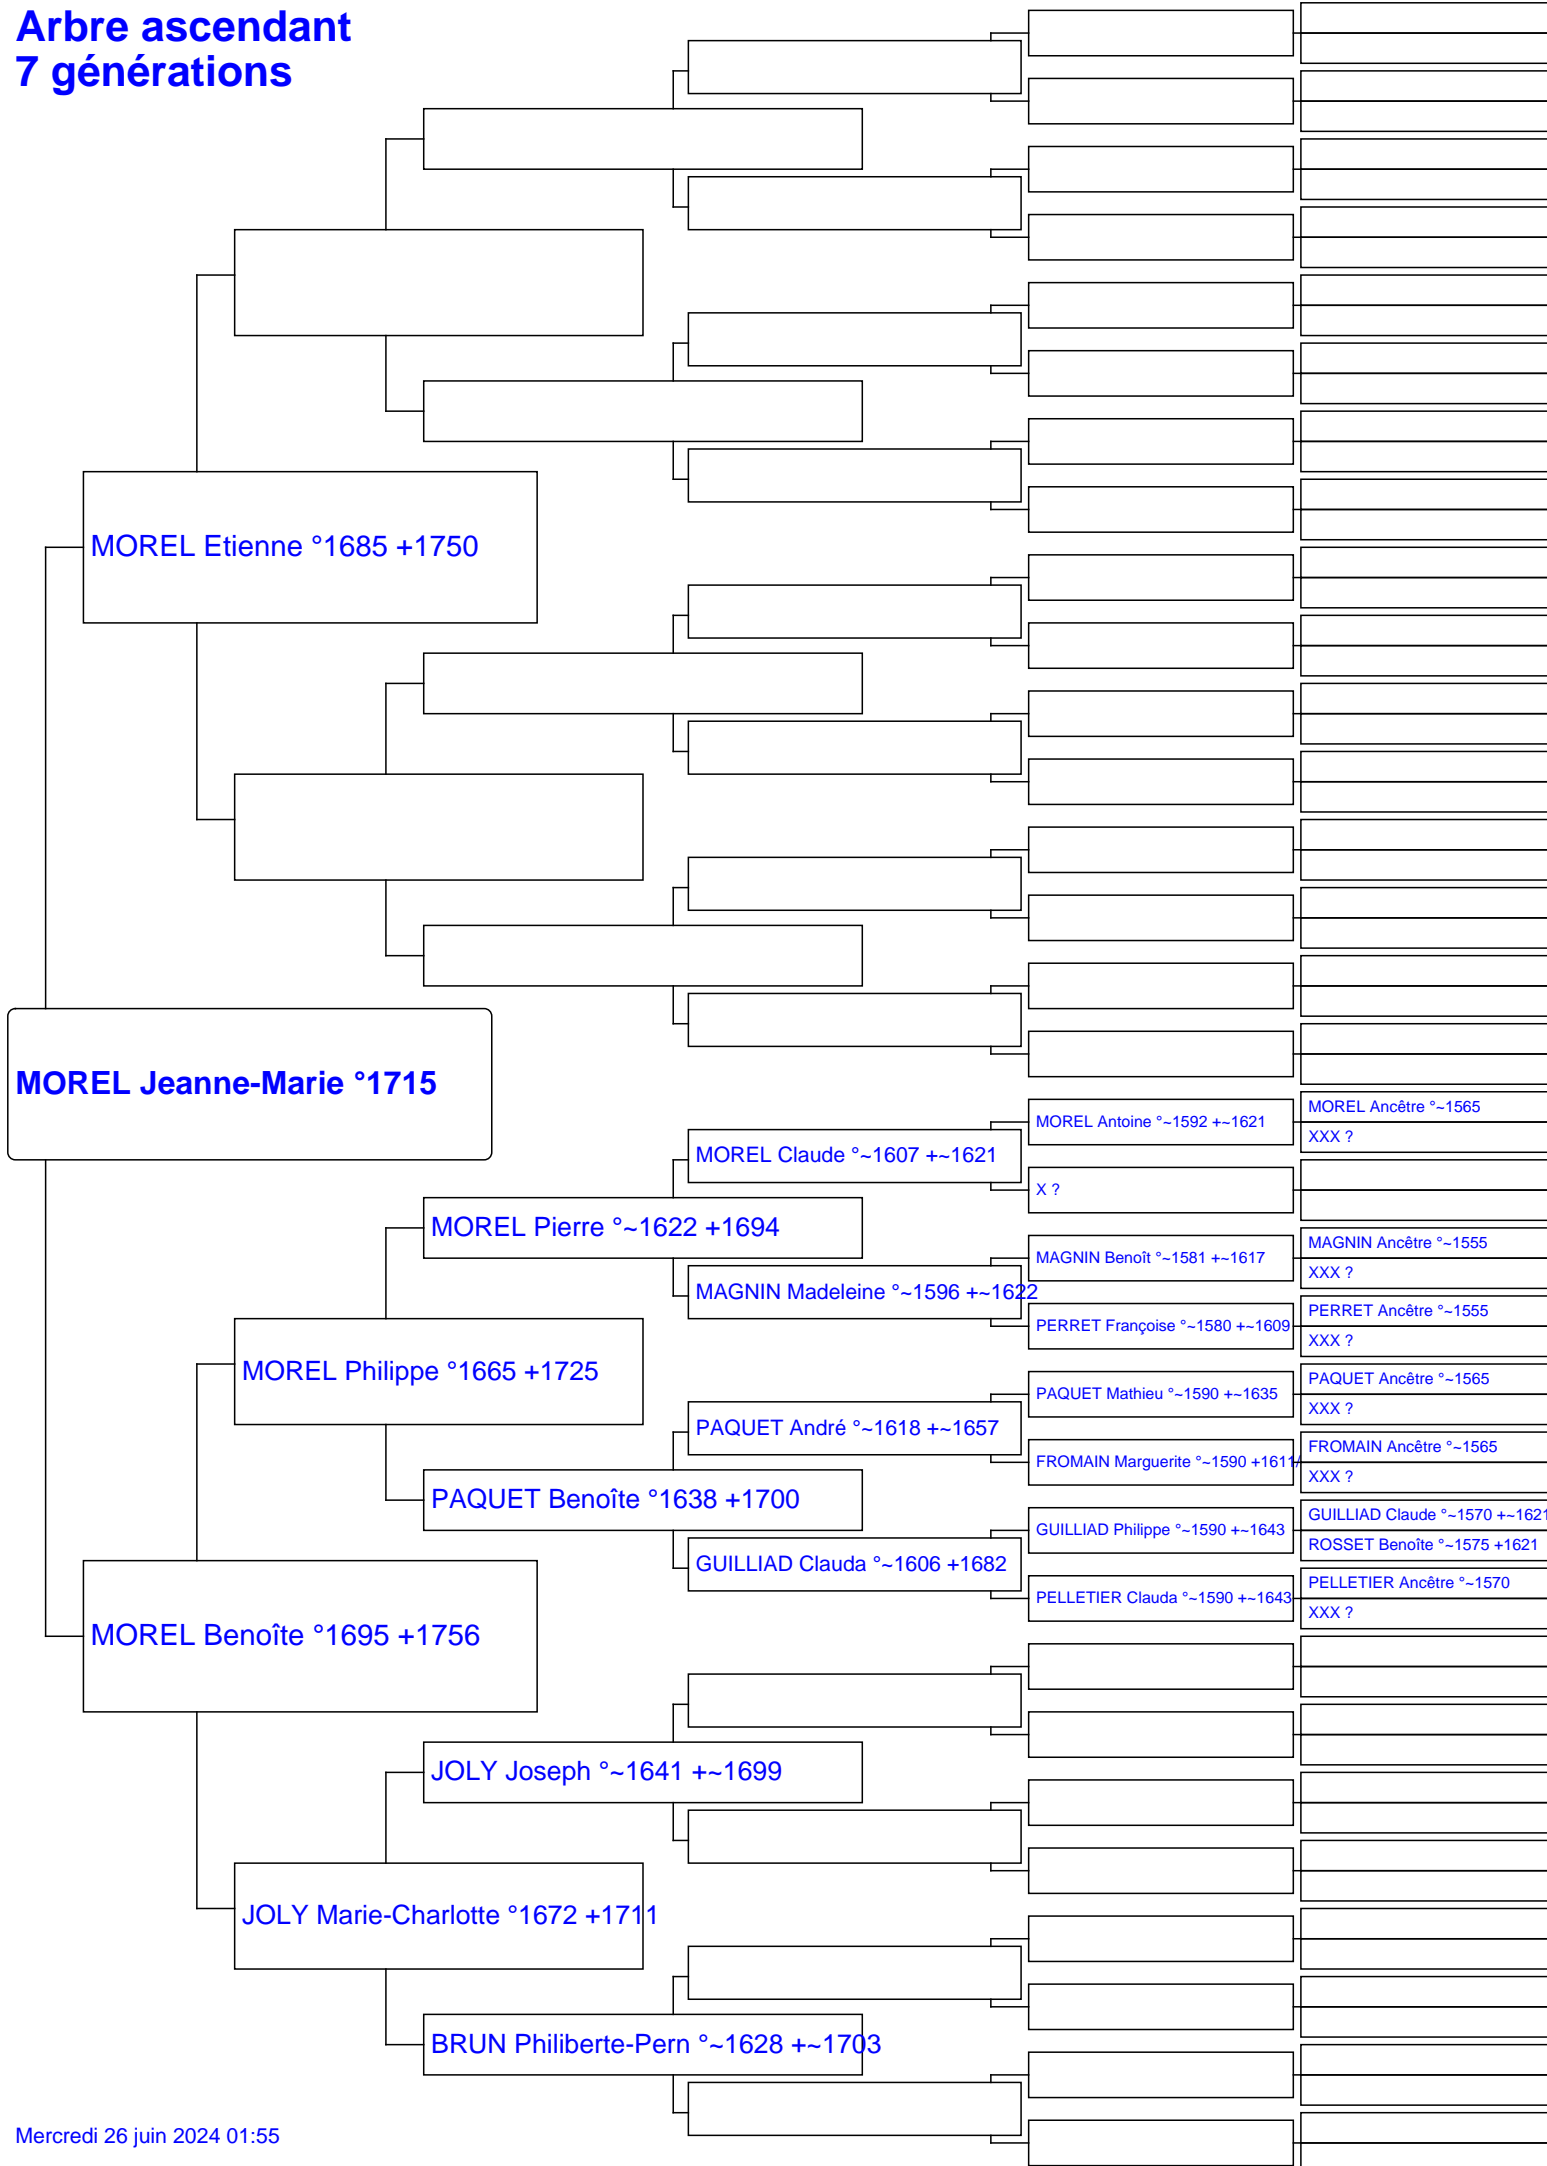 Arbre ascendant
7 générations
MOREL Etienne °1685 +1750
MOREL Jeanne-Marie °1715
MOREL Antoine °~1592 +~1621
MOREL Ancêtre °~1565
XXX ?
MOREL Claude °~1607 +~1621
X ?
MOREL Pierre °~1622 +1694
MAGNIN Benoît °~1581 +~1617
MAGNIN Ancêtre °~1555
XXX ?
MAGNIN Madeleine °~1596 +~1622
PERRET Françoise °~1580 +~1609
PERRET Ancêtre °~1555
XXX ?
MOREL Philippe °1665 +1725
PAQUET Mathieu °~1590 +~1635
PAQUET Ancêtre °~1565
XXX ?
PAQUET André °~1618 +~1657
FROMAIN Marguerite °~1590 +1611/
FROMAIN Ancêtre °~1565
XXX ?
PAQUET Benoîte °1638 +1700
GUILLIAD Philippe °~1590 +~1643
GUILLIAD Claude °~1570 +~1621
ROSSET Benoîte °~1575 +1621
GUILLIAD Clauda °~1606 +1682
PELLETIER Clauda °~1590 +~1643
PELLETIER Ancêtre °~1570
XXX ?
MOREL Benoîte °1695 +1756
JOLY Joseph °~1641 +~1699
JOLY Marie-Charlotte °1672 +1711
BRUN Philiberte-Pern °~1628 +~1703
Mercredi 26 juin 2024 01:55